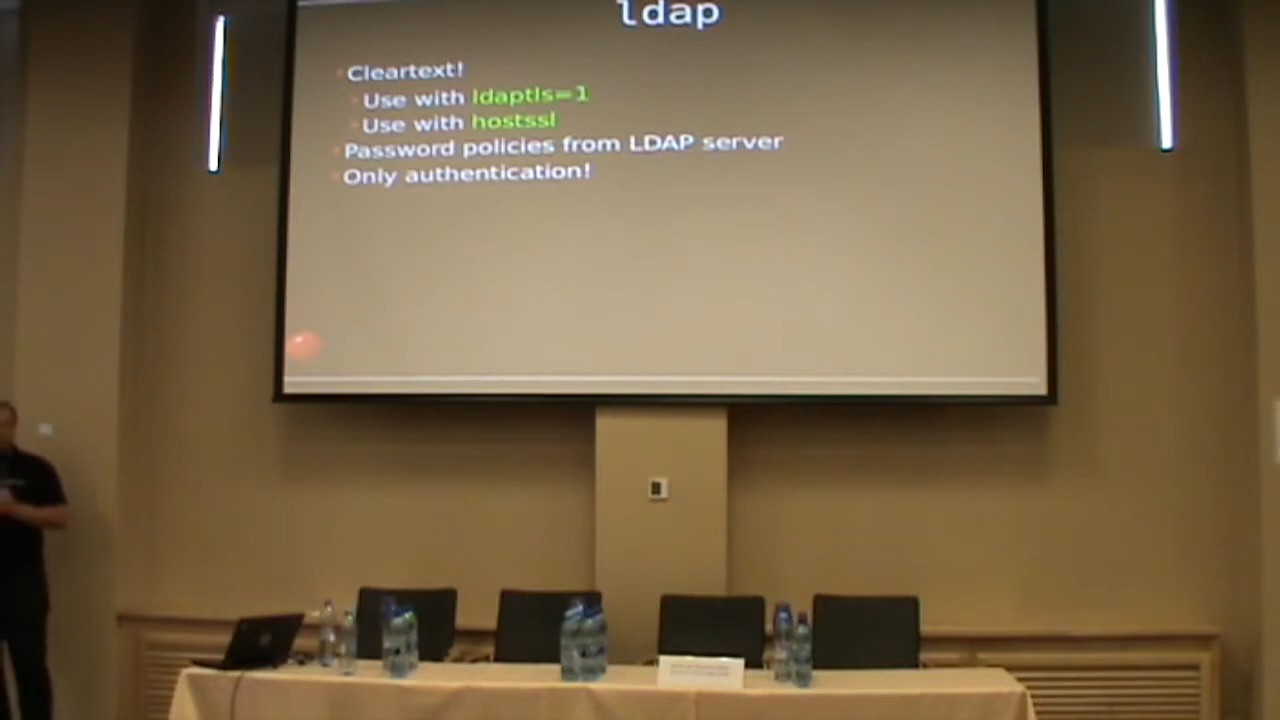 ldap
Cleartext!
Use with ldaptls=1
Use with hostssl
Password policies from LDAP server
Only authentication!